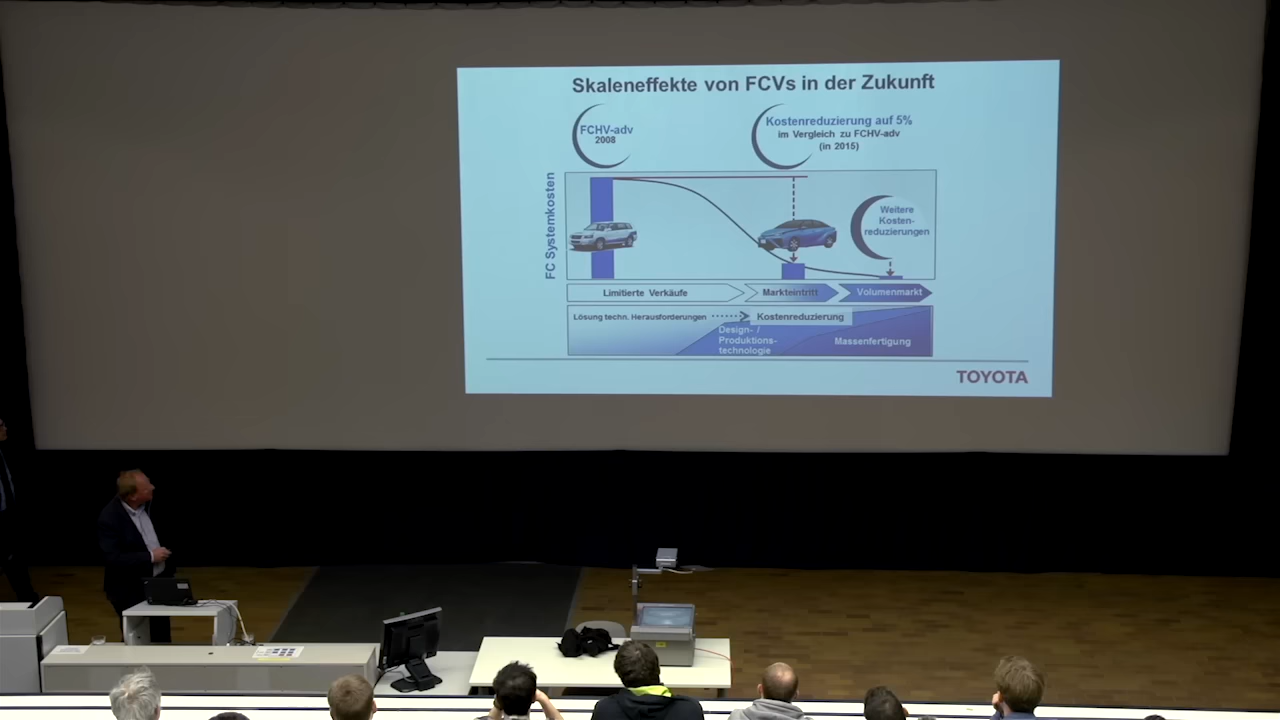 Skaleneffekte von FCVs in der Zukunft
FCHV-adv
2008
Kostenreduzierung auf 5%
im Vergleich zu FCHV-adv
(in 2015)
FC Systemkosten
Weitere
Kosten-
reduzierungen
Limitierte Verkäufe
Markteintritt
Volumenmarkt
Lösung techn. Herausforderungen
Kostenreduzierung
Design- /
Produktions-
technologie
Massenfertigung
TOYOTA